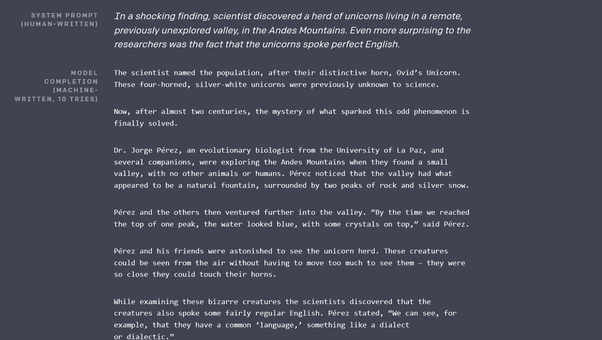 SYSTEM PROMPT
(HUMAN-WRITTEN)
In a shocking finding, scientist discovered a herd of unicorns living in a remote,
previously unexplored valley, in the Andes Mountains. Even more surprising to the
researchers was the fact that the unicorns spoke perfect English.
MODEL
COMPLETION
(MACHINE-
WRITTEN, 10 TRIES)
The scientist named the population, after their distinctive horn, Ovid’s Unicorn.
These four-horned, silver-white unicorns were previously unknown to science.
Now, after almost two centuries, the mystery of what sparked this odd phenomenon is
finally solved.
Dr. Jorge Pérez, an evolutionary biologist from the University of La Paz, and
several companions, were exploring the Andes Mountains when they found a small
valley, with no other animals or humans. Pérez noticed that the valley had what
appeared to be a natural fountain, surrounded by two peaks of rock and silver snow.
Pérez and the others then ventured further into the valley. “By the time we reached
the top of one peak, the water looked blue, with some crystals on top,” said Pérez.
Pérez and his friends were astonished to see the unicorn herd. These creatures
could be seen from the air without having to move too much to see them – they were
so close they could touch their horns.
While examining these bizarre creatures the scientists discovered that the
creatures also spoke some fairly regular English. Pérez stated, “We can see, for
example, that they have a common ‘language,’ something like a dialect
or dialectic.”